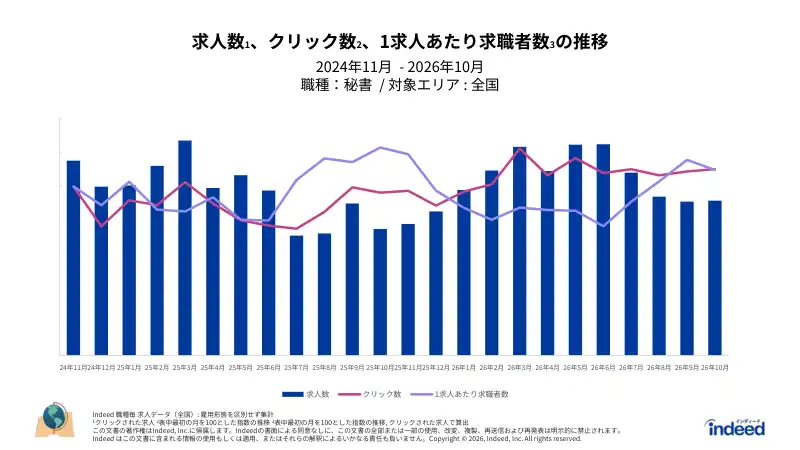 求人数1、クリック数2、1求人あたり求職者数3の推移
2024年11月 - 2026年10月
職種：秘書 / 対象エリア : 全国
24年11月 24年12月 25年1月 25年2月 25年3月 25年4月 25年5月 25年6月 25年7月 25年8月 25年9月 25年10月 25年11月 25年12月 26年1月 26年2月 26年3月 26年4月 26年5月 26年6月 26年7月 26年8月 26年9月 26年10月
求人数 クリック数 1求人あたり求職者数
Indeed 職種毎 求人データ（全国）: 雇用形態を区別せず集計
¹クリックされた求人 ²表中最初の月を100とした指数の推移 ³表中最初の月を100とした指数の推移, クリックされた求人で算出
この文書の著作権はIndeed, Inc.に帰属します。Indeedの書面による同意なしに、この文書の全部または一部の使用、改変、複製、再送信および再発表は明示的に禁止されます。
Indeed はこの文書に含まれる情報の使用もしくは適用、またはそれらの解釈によるいかなる責任も負いません。Copyright © 2026, Indeed, Inc. All rights reserved.
インディード
indeed